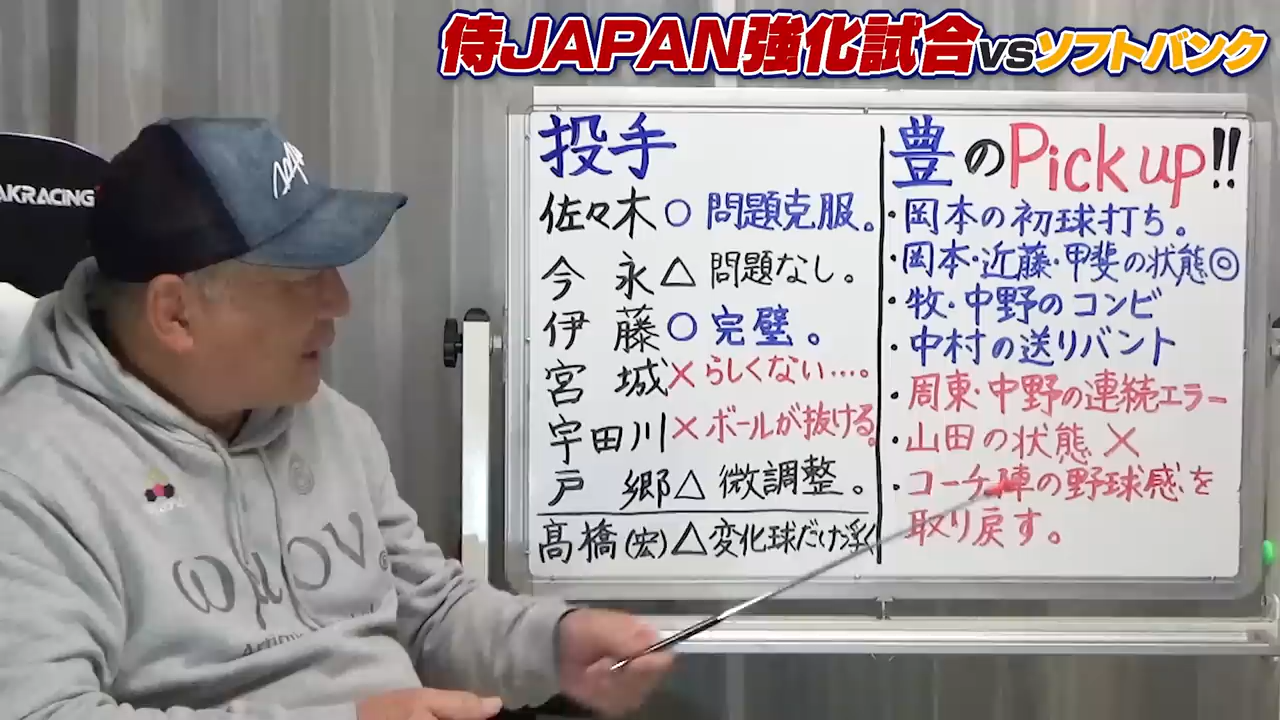 侍JAPAN強化試合vsソフトバンク
AKRACING
投手
佐々木○問題克服。
今永△問題なし。
伊藤○完璧。
宮城×らしくない…。
宇田川×ボールが抜ける。
戸郷△微調整。
髙橋(宏)△変化球だけ浮く
豊のPick up!!
・岡本の初球打ち。
・岡本・近藤・甲斐の状態◎
・牧・中野のコンビ
・中村の送りバント
・周東・中野の連続エラー
・山田の状態×
・コーチ陣の野球感を
取り戻す。